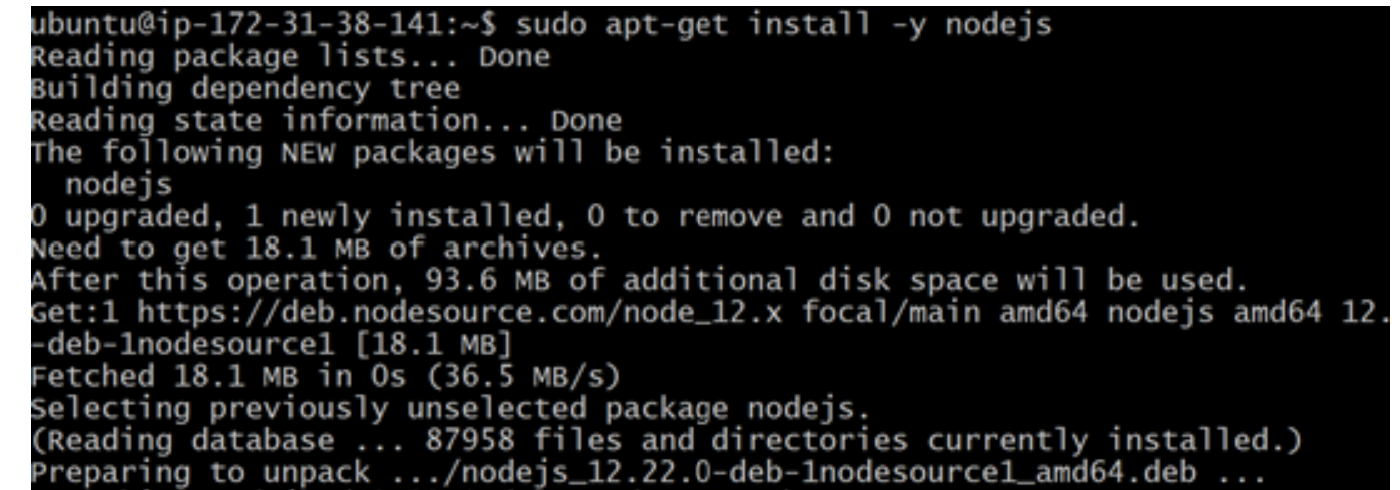 ubuntu@ip-172-31-38-141:~$ sudo apt-get install -y nodejs
Reading package lists... Done
Building dependency tree
Reading state information... Done
The following NEW packages will be installed:
  nodejs
0 upgraded, 1 newly installed, 0 to remove and 0 not upgraded.
Need to get 18.1 MB of archives.
After this operation, 93.6 MB of additional disk space will be used.
Get:1 https://deb.nodesource.com/node_12.x focal/main amd64 nodejs amd64 12.
-deb-1nodesource1 [18.1 MB]
Fetched 18.1 MB in 0s (36.5 MB/s)
Selecting previously unselected package nodejs.
(Reading database ... 87958 files and directories currently installed.)
Preparing to unpack .../nodejs_12.22.0-deb-1nodesource1_amd64.deb ...